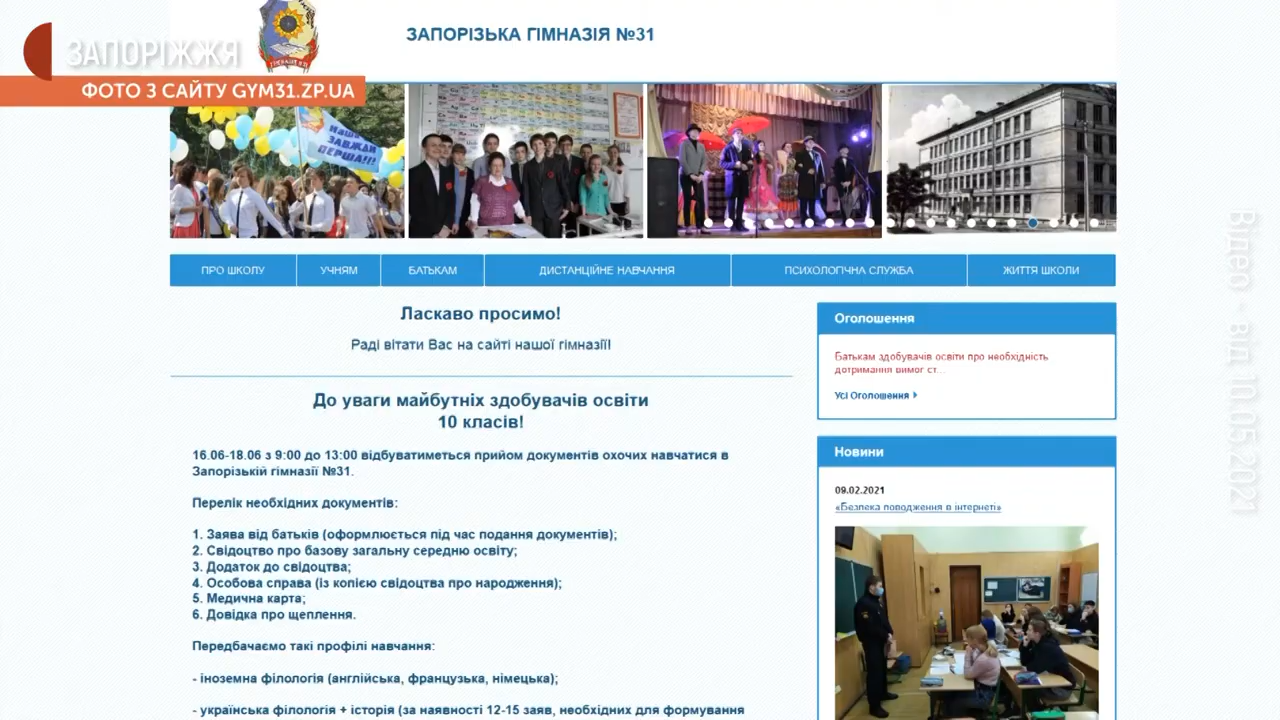 ЗАПОРІЖЖЯ
ФОТО З САЙТУ GYM31.ZP.UA
ЗАПОРІЗЬКА ГІМНАЗІЯ №31
НАША
ЗАВЖДИ
ПЕРША!!!
ПРО ШКОЛУ
УЧНЯМ
БАТЬКАМ
ДИСТАНЦІЙНЕ НАВЧАННЯ
ПСИХОЛОГІЧНА СЛУЖБА
ЖИТТЯ ШКОЛИ
Ласкаво просимо!
Раді вітати Вас на сайті нашої гімназії!
До уваги майбутніх здобувачів освіти
10 класів!
16.06-18.06 з 9:00 до 13:00 відбуватиметься прийом документів охочих навчатися в
Запорізькій гімназії №31.
Перелік необхідних документів:
1. Заява від батьків (оформлюється під час подання документів);
2. Свідоцтво про базову загальну середню освіту;
3. Додаток до свідоцтва;
4. Особова справа (із копією свідоцтва про народження);
5. Медична карта;
6. Довідка про щеплення.
Передбачаємо такі профілі навчання:
- іноземна філологія (англійська, французька, німецька);
- українська філологія + історія (за наявності 12-15 заяв, необхідних для формування
Оголошення
Батькам здобувачів освіти про необхідність
дотримання вимог ст...
Усі Оголошення
Новини
09.02.2021
«Безпека поводження в інтернеті»
Відео - від 10.05.2021